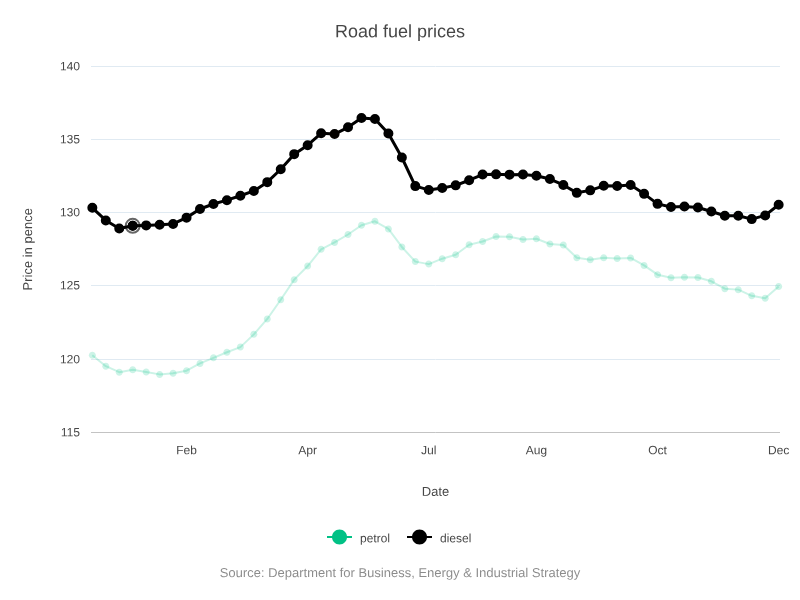 Road fuel prices
140
135
130
125
120
115
Price in pence
Feb Apr Jul Aug Oct Dec
Date
petrol diesel
Source: Department for Business, Energy & Industrial Strategy